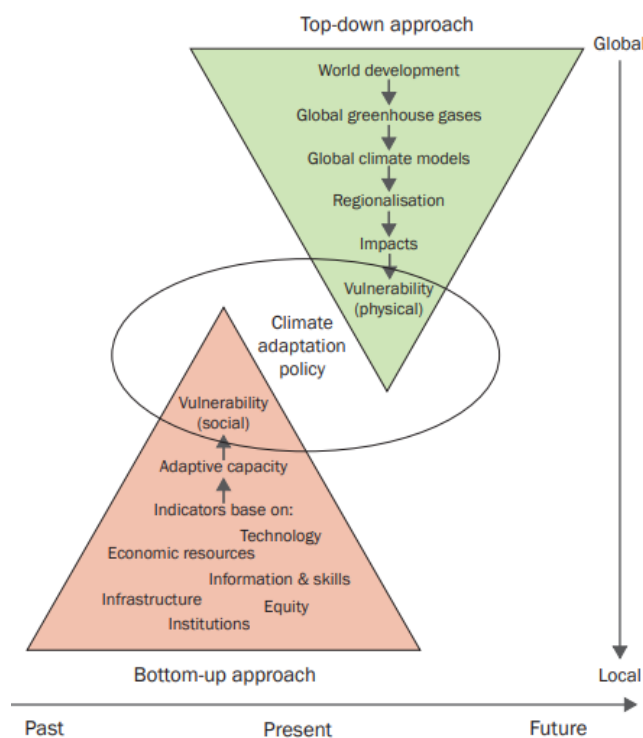 Top-down approach
Global
World development
Global greenhouse gases
Global climate models
Regionalisation
Impacts
Vulnerability
(physical)
Climate
adaptation
policy
Vulnerability
(social)
Adaptive capacity
Indicators base on:
Technology
Economic resources
Information & skills
Infrastructure
Equity
Institutions
Bottom-up approach
Local
Past
Present
Future